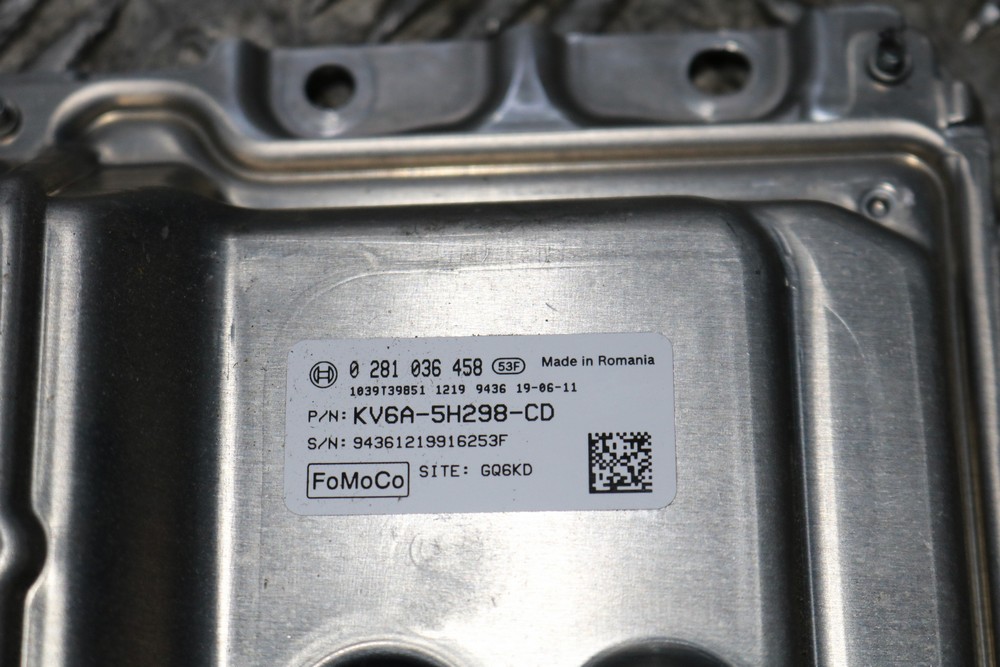 0 281 036 458 53F Made in Romania
1039T39851 1219 9436 19-06-11
P/N: KV6A-5H298-CD
S/N: 94361219916253F
FoMoCo SITE: GQ6KD